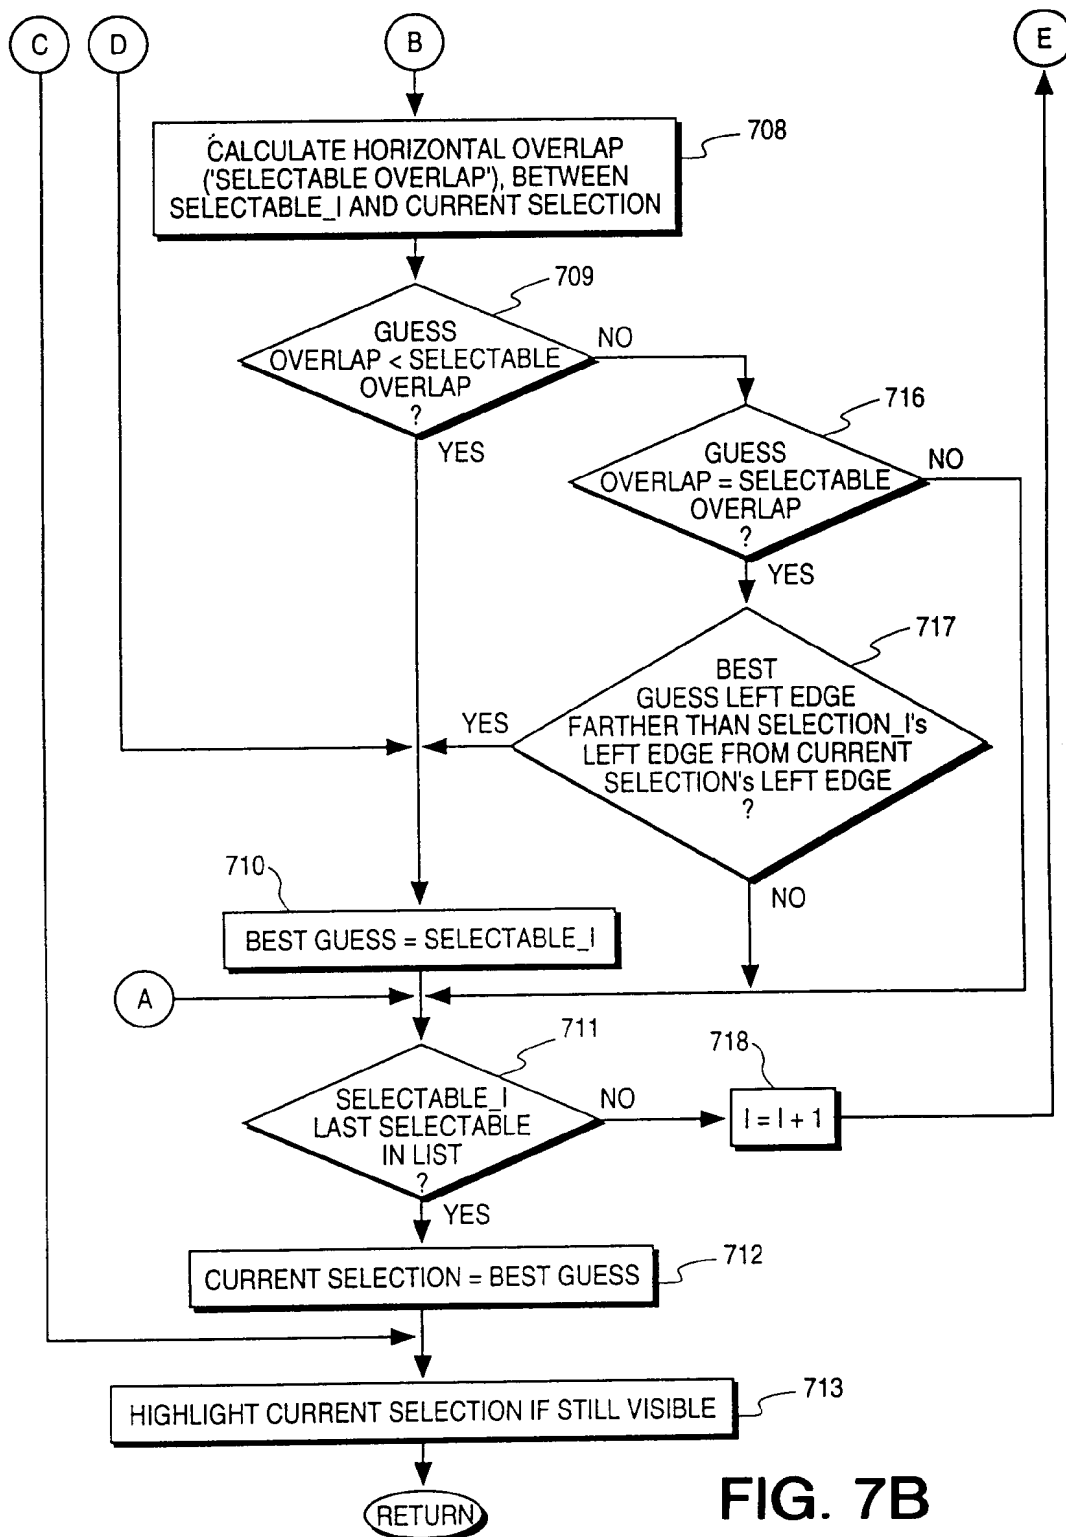 C
D
B
E
CALCULATE HORIZONTAL OVERLAP
('SELECTABLE OVERLAP'), BETWEEN
SELECTABLE_I AND CURRENT SELECTION
708
709
GUESS
OVERLAP < SELECTABLE
OVERLAP
?
NO
YES
716
GUESS
OVERLAP = SELECTABLE
OVERLAP
?
NO
YES
717
BEST
GUESS LEFT EDGE
FARTHER THAN SELECTION_I's
LEFT EDGE FROM CURRENT
SELECTION's LEFT EDGE
?
YES
NO
710
BEST GUESS = SELECTABLE_I
A
711
SELECTABLE_I
LAST SELECTABLE
IN LIST
?
NO
YES
718
I = I + 1
CURRENT SELECTION = BEST GUESS
712
HIGHLIGHT CURRENT SELECTION IF STILL VISIBLE
713
RETURN
FIG. 7B